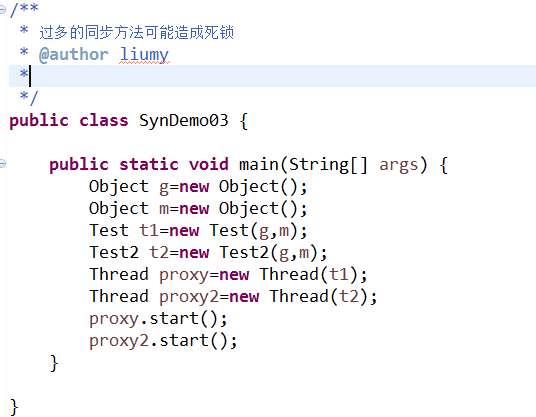 /**
 * 过多的同步方法可能造成死锁
 * @author liumy
 *
 */
public class SynDemo03 {
    public static void main(String[] args) {
        Object g=new Object();
        Object m=new Object();
        Test t1=new Test(g,m);
        Test2 t2=new Test2(g,m);
        Thread proxy=new Thread(t1);
        Thread proxy2=new Thread(t2);
        proxy.start();
        proxy2.start();
    }
}